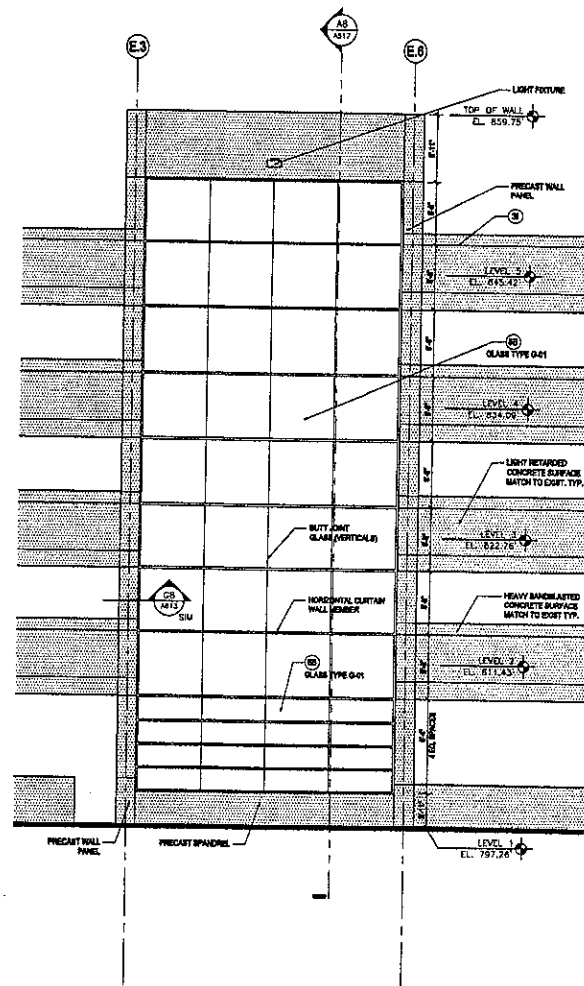 A8
A517
E.3
E.6
LIGHT FIXTURE
TOP OF WALL
EL. 859.75
PRECAST WALL
PANEL
LEVEL 5
EL. 845.42
GLASS TYPE G-01
LEVEL 4
EL. 834.09
LIGHT RETARDED
CONCRETE SURFACE
MATCH TO EXIST. TYP.
BUTT JOINT
GLASS (VERTICALS)
LEVEL 3
EL. 822.76
G8
A613
SIM
HORIZONTAL CURTAIN
WALL MEMBER
HEAVY SANDBLASTED
CONCRETE SURFACE
MATCH TO EXIST TYP.
GLASS TYPE G-01
LEVEL 2
EL. 811.43
4 EQ. SPACES
PRECAST WALL
PANEL
PRECAST SPANDREL
LEVEL 1
EL. 797.26